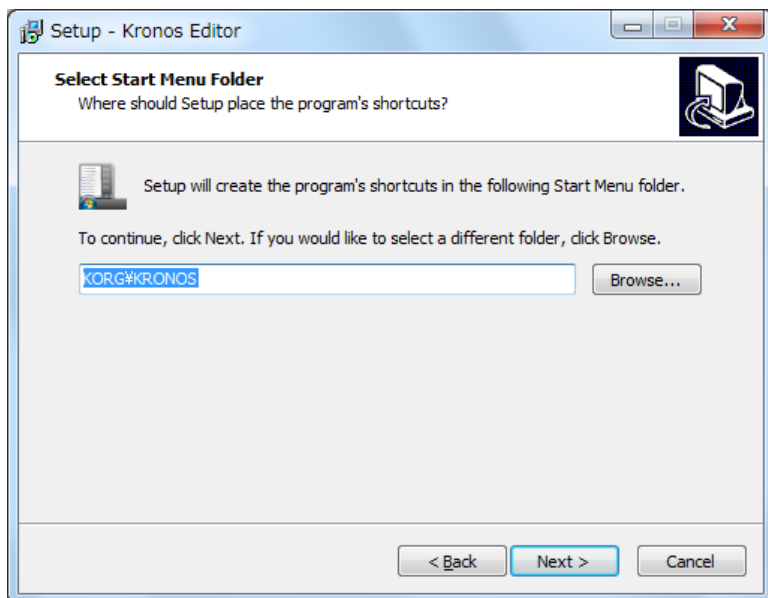 Setup - Kronos Editor
Select Start Menu Folder
Where should Setup place the program's shortcuts?
Setup will create the program's shortcuts in the following Start Menu folder.
To continue, click Next. If you would like to select a different folder, click Browse.
KORG¥KRONOS
Browse...
< Back
Next >
Cancel